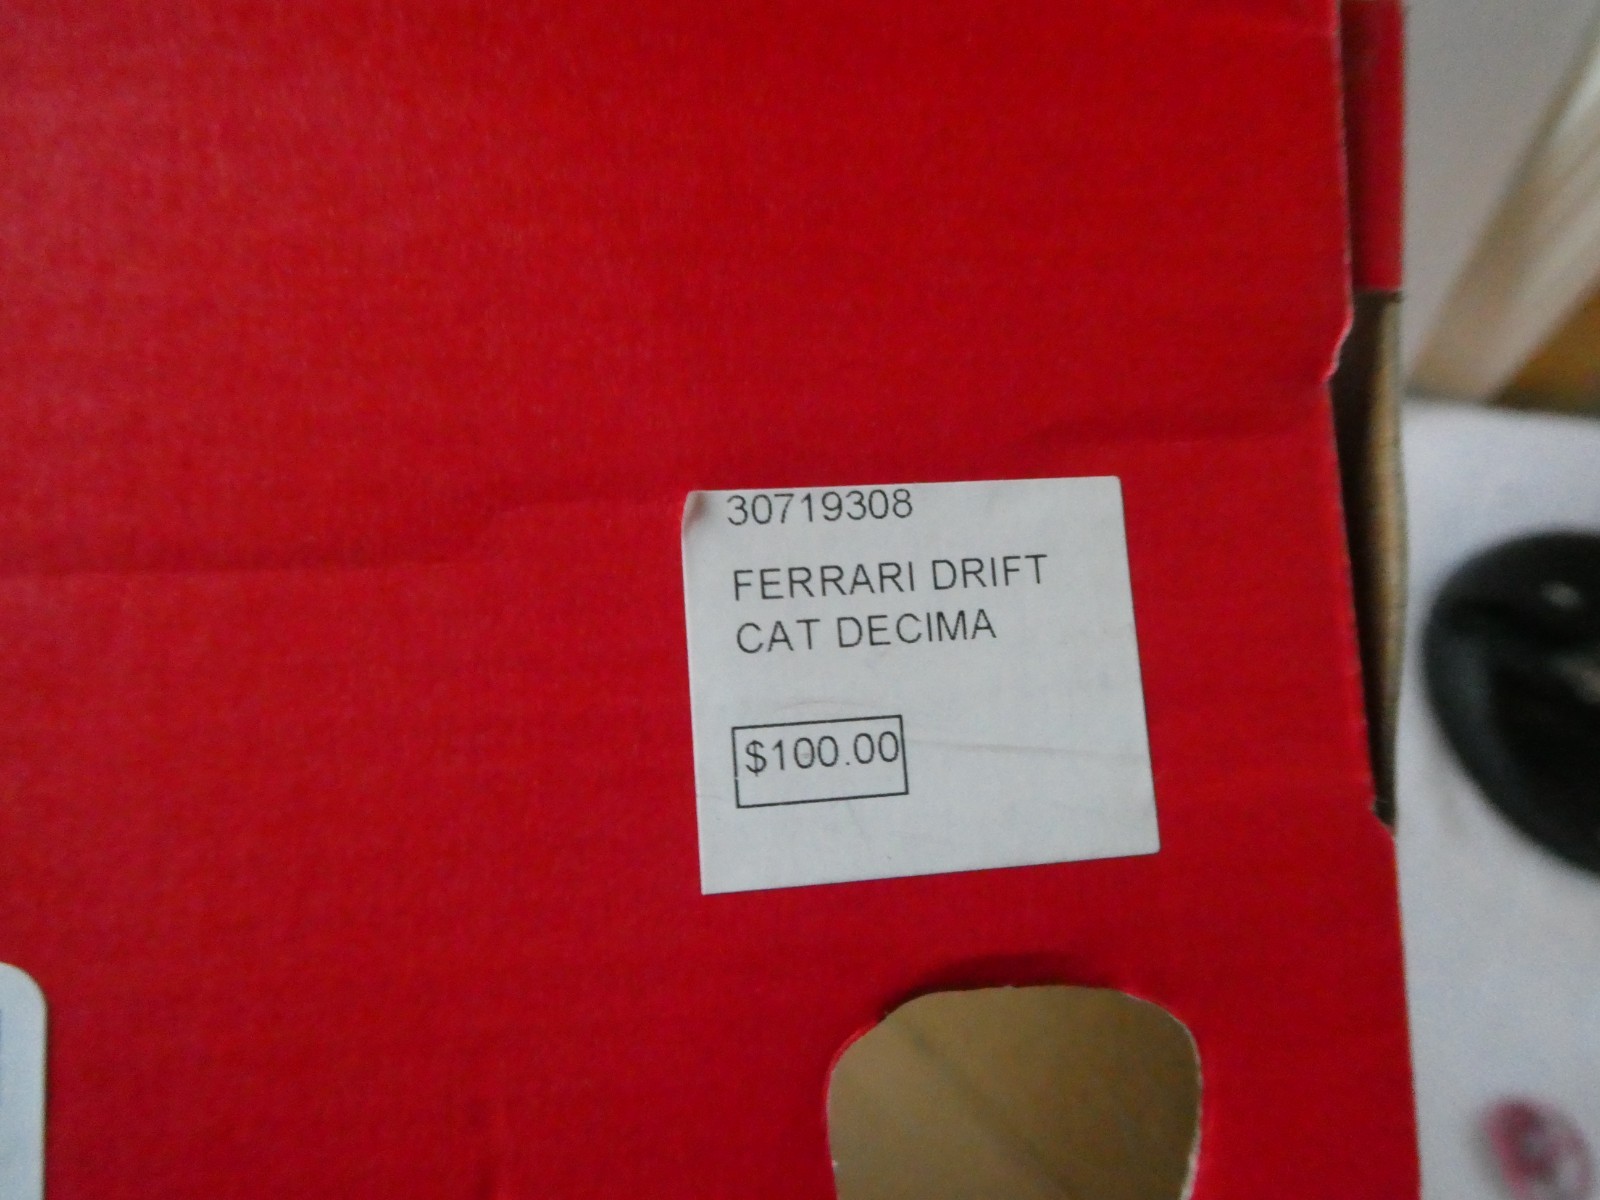 30719308
FERRARI DRIFT
CAT DECIMA
$100.00